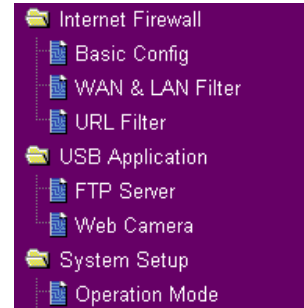 Internet Firewall
Basic Config
WAN & LAN Filter
URL Filter
USB Application
FTP Server
Web Camera
System Setup
Operation Mode